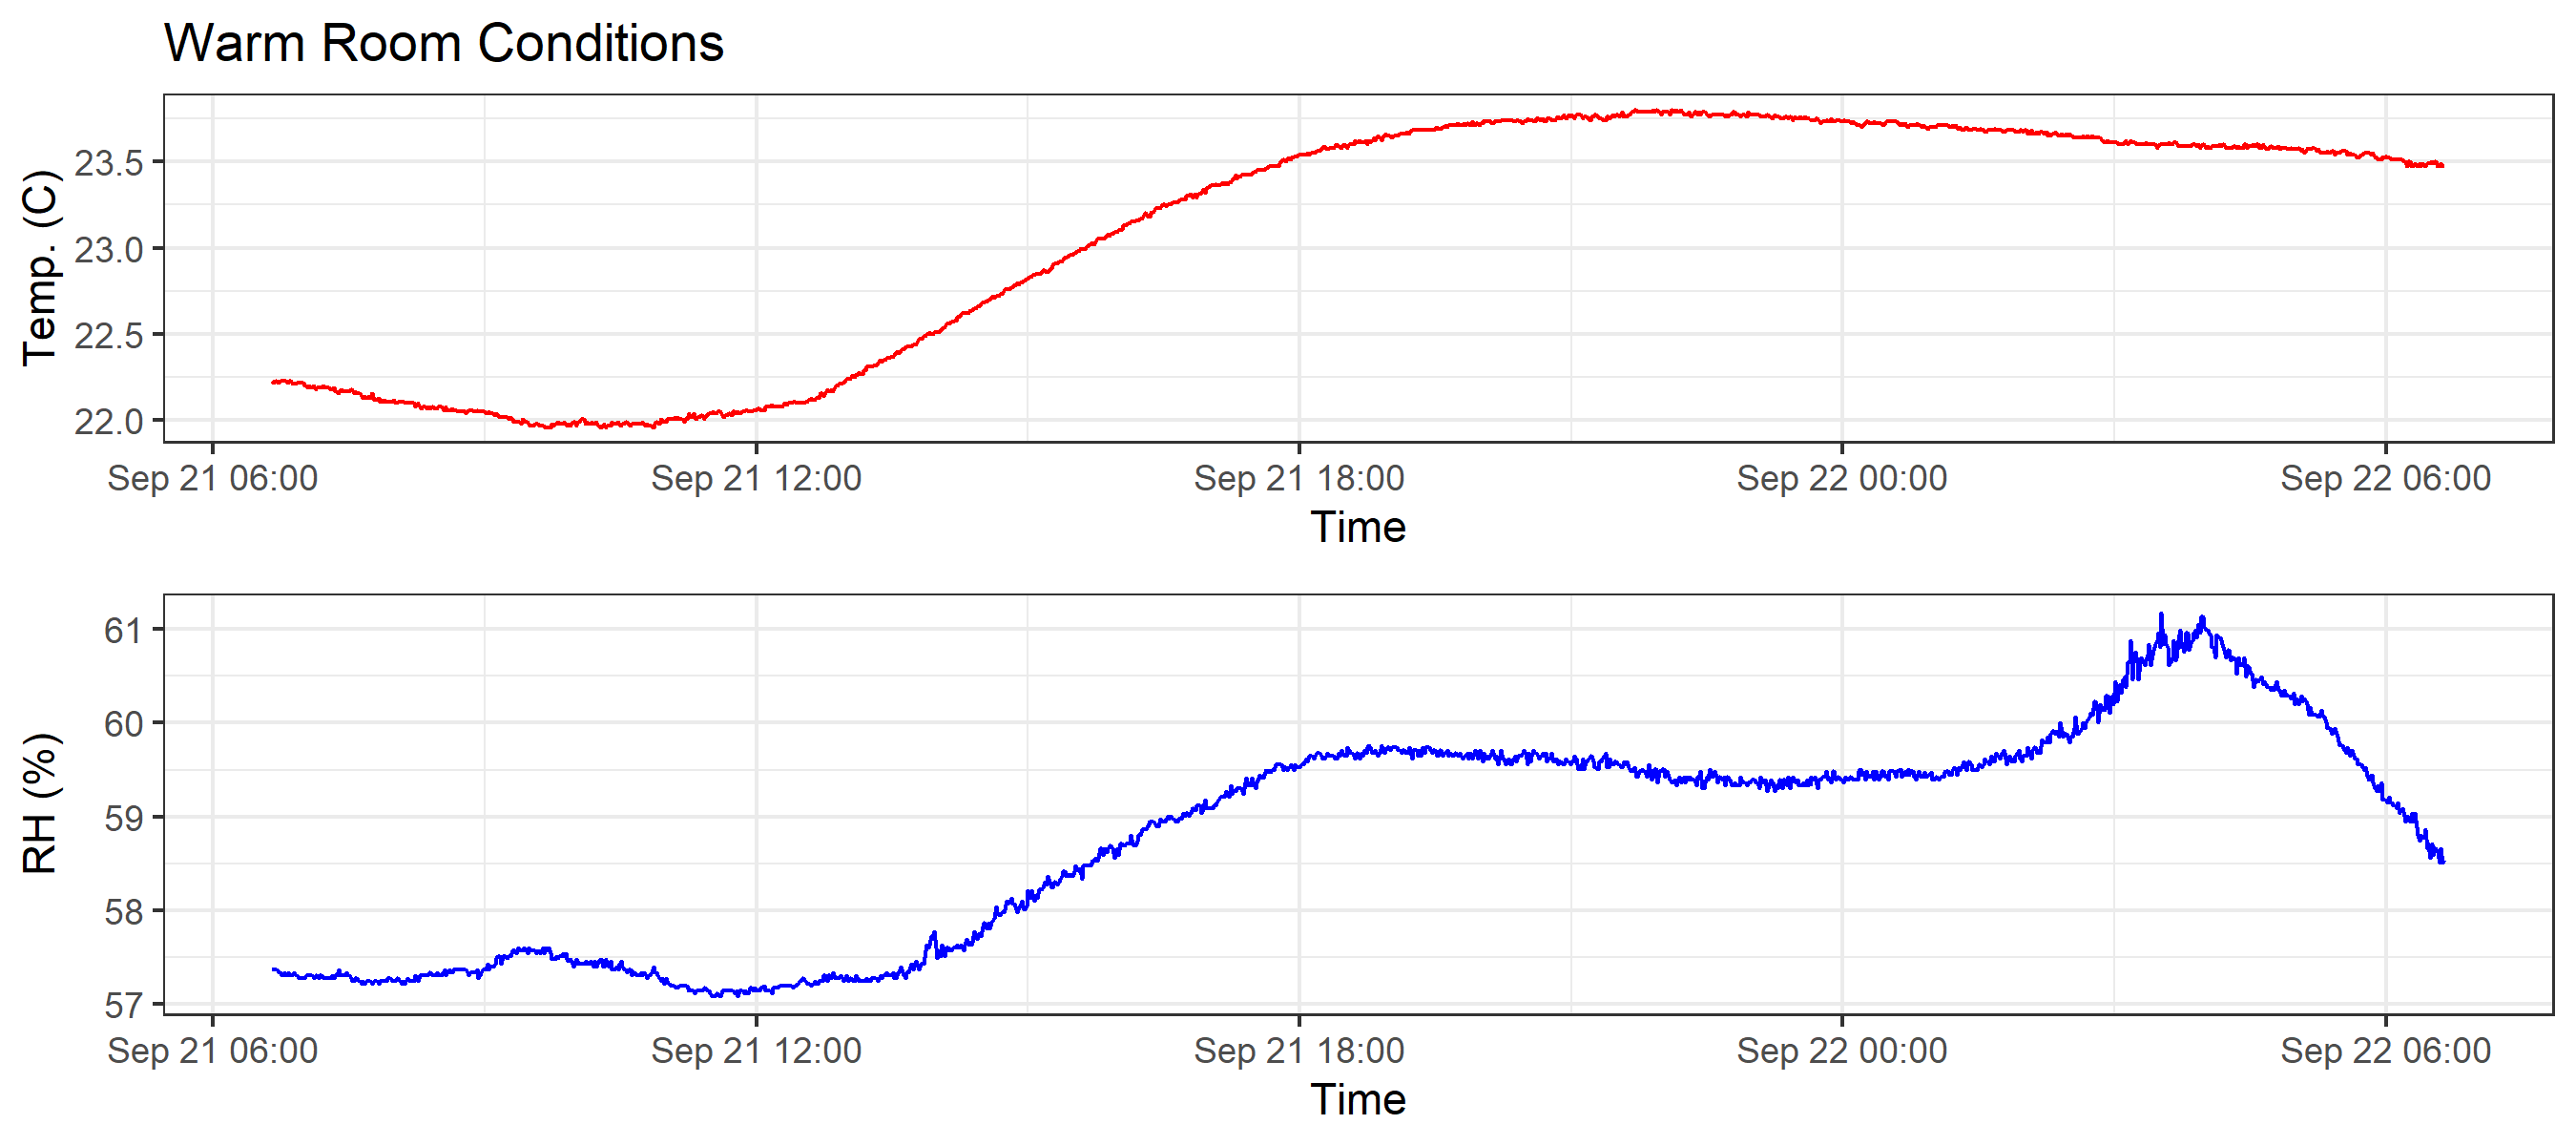 Warm Room Conditions
Temp. (C)
23.5
23.0
22.5
22.0
Sep 21 06:00 Sep 21 12:00 Sep 21 18:00 Sep 22 00:00 Sep 22 06:00
Time
RH (%)
61
60
59
58
57
Sep 21 06:00 Sep 21 12:00 Sep 21 18:00 Sep 22 00:00 Sep 22 06:00
Time